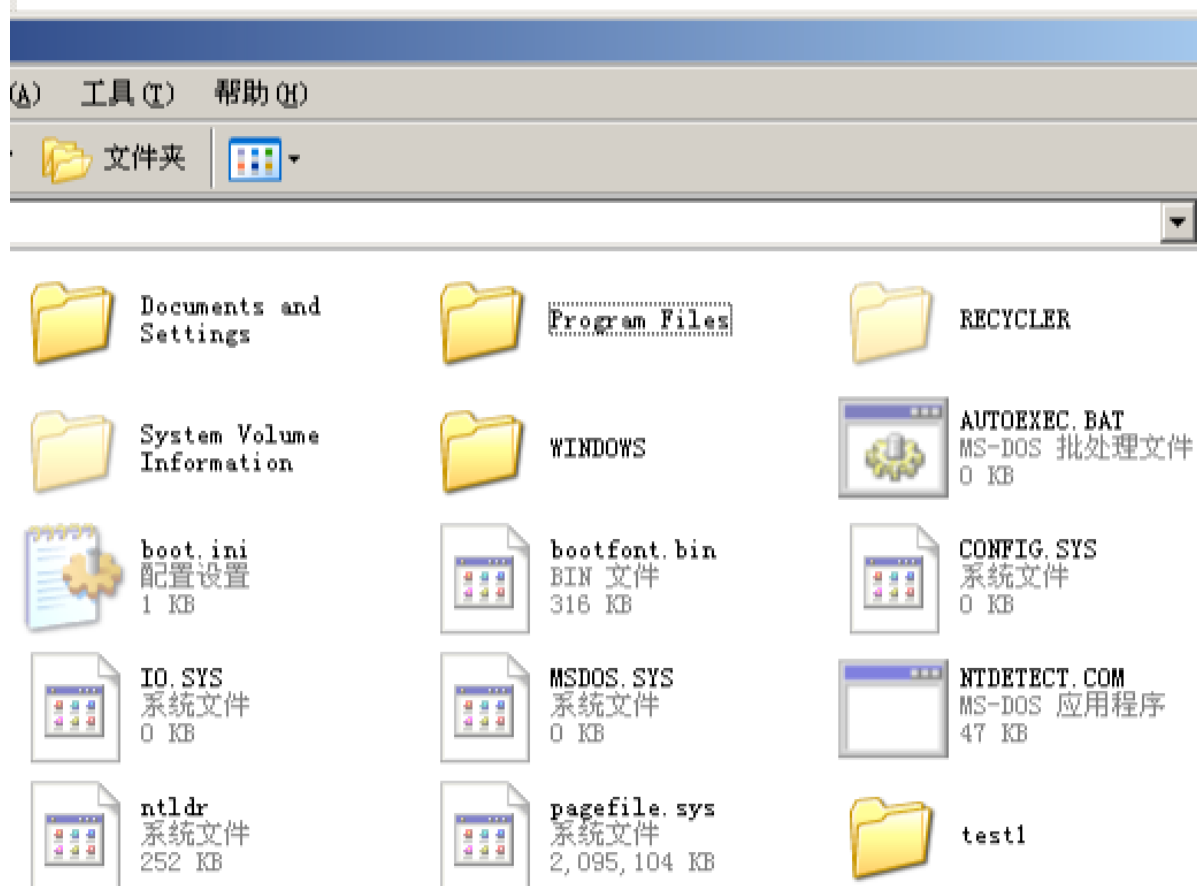 (A) 工具(T) 帮助(H)
文件夹
Documents and
Settings
Program Files
RECYCLER
System Volume
Information
WINDOWS
AUTOEXEC.BAT
MS-DOS 批处理文件
0 KB
boot.ini
配置设置
1 KB
bootfont.bin
BIN 文件
316 KB
CONFIG.SYS
系统文件
0 KB
IO.SYS
系统文件
0 KB
MSDOS.SYS
系统文件
0 KB
NTDETECT.COM
MS-DOS 应用程序
47 KB
ntldr
系统文件
252 KB
pagefile.sys
系统文件
2,095,104 KB
test1